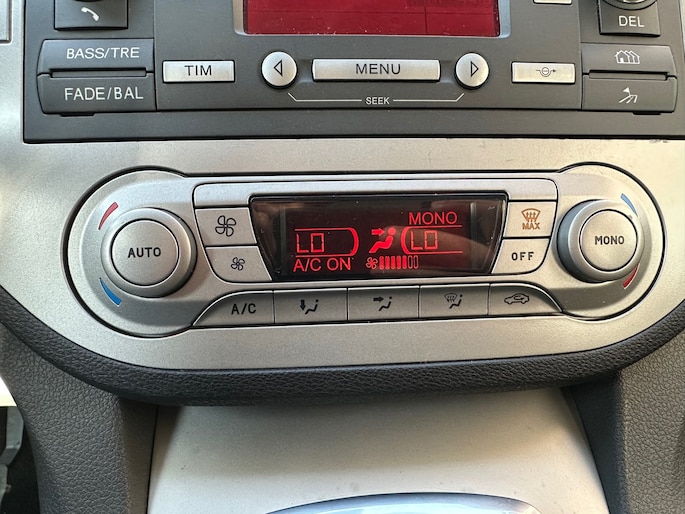 DEL
BASS/TRE
FADE/BAL
TIM
MENU
SEEK
AUTO
MONO
LO
LO
A/C ON
MAX
OFF
MONO
A/C